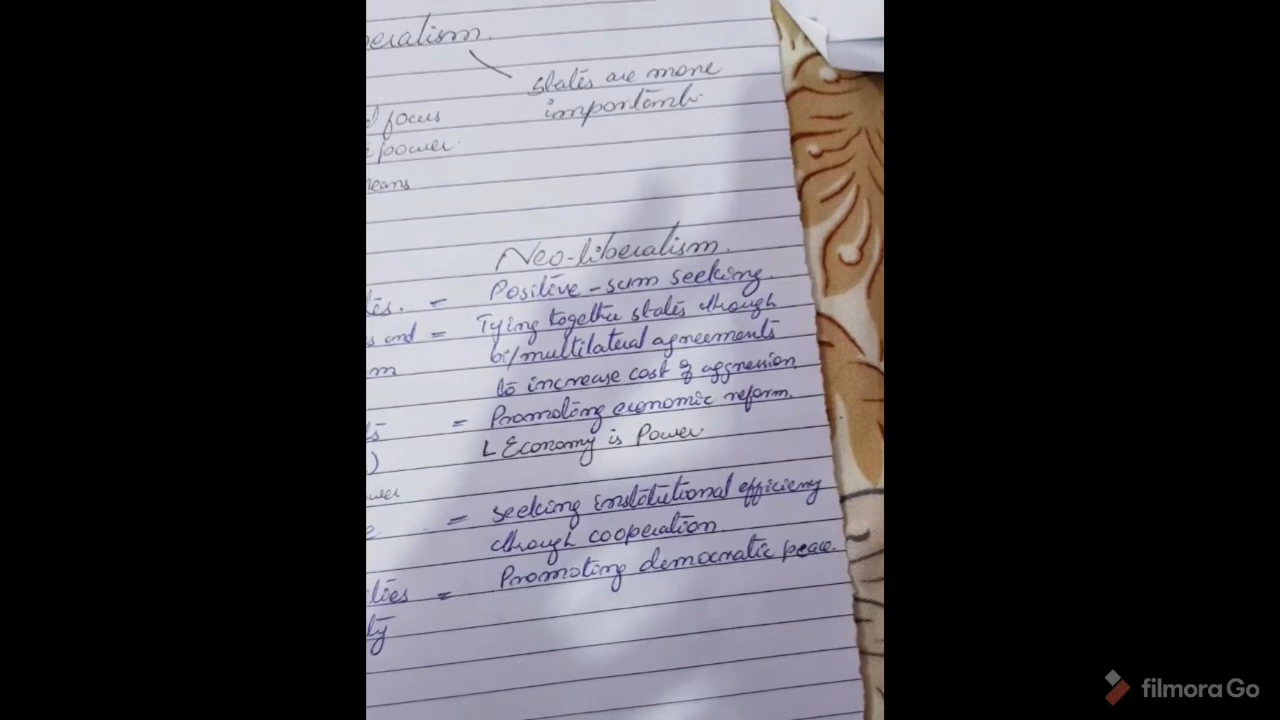 eralism.
states are more
important.
focus
power.
means
Neo-liberalism.
= Positive-sum seeking.
and = Tying together states through
bi/multilateral agreements
to increase cost of aggression.
= Promoting economic reform.
L Economy is Power.
= seeking institutional efficiency
through cooperation
= Promoting democratic peace.
filmora Go